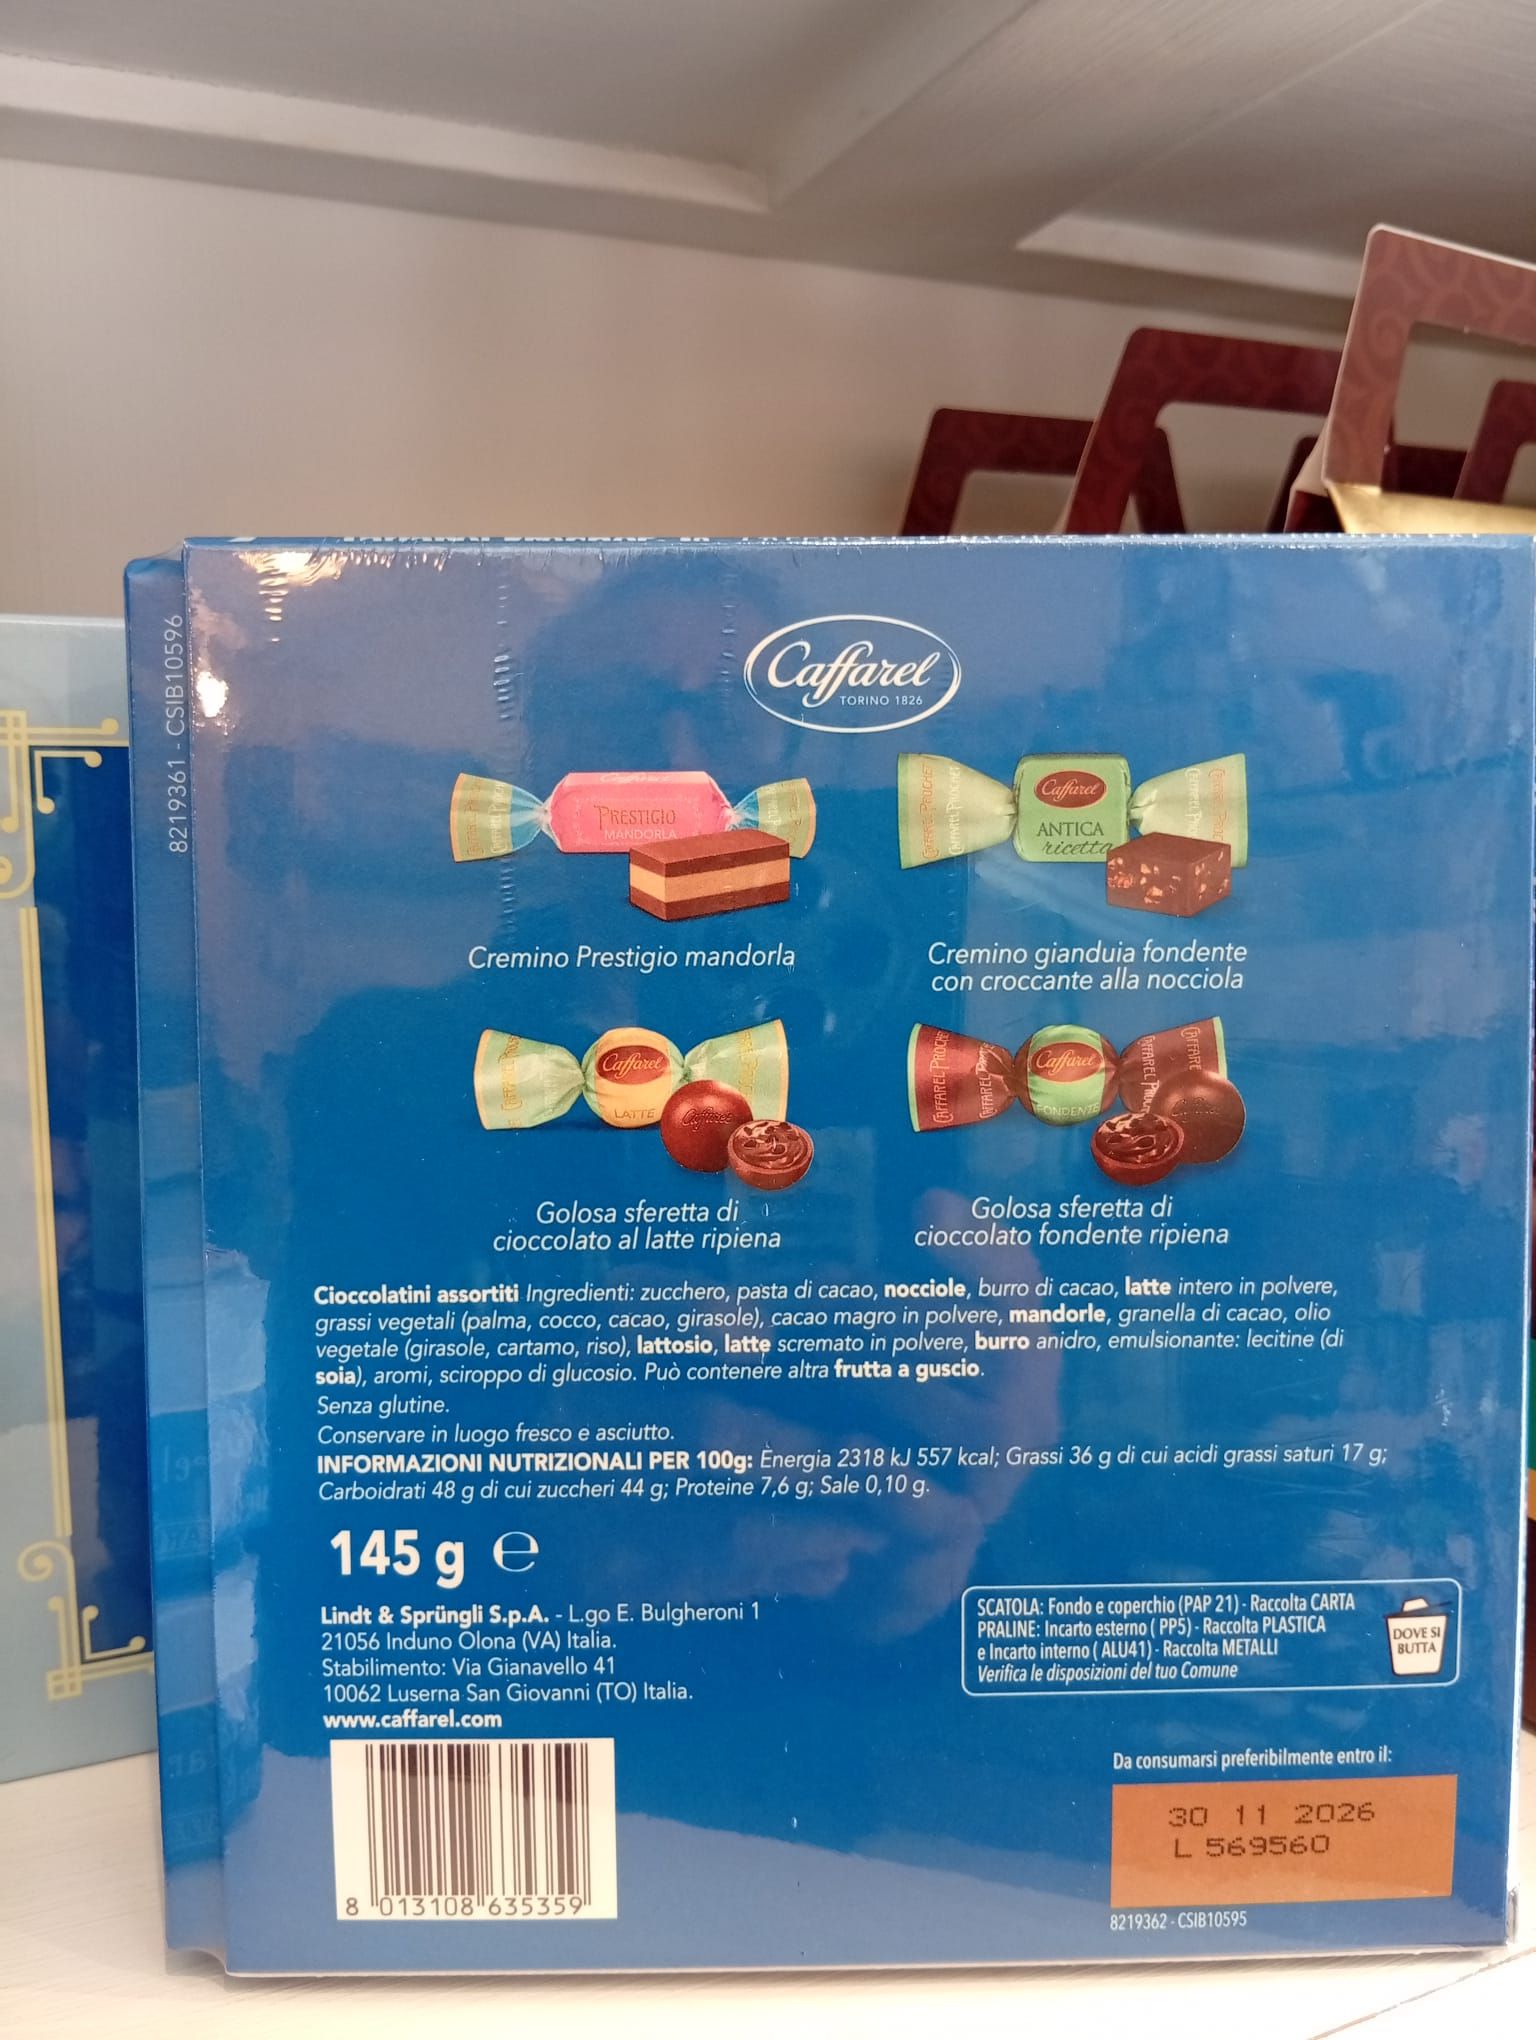 8219361 - CSIB10596
Caffarel
TORINO 1826
Caffarel
PRESTIGIO
MANDORLA
Caffarel
ANTICA
ricetta
Cremino Prestigio mandorla
Cremino gianduia fondente
con croccante alla nocciola
Caffarel
LATTE
Caffarel
Caffarel
FONDENTE
Golosa sferetta di
cioccolato al latte ripiena
Golosa sferetta di
cioccolato fondente ripiena
Cioccolatini assortiti Ingredienti: zucchero, pasta di cacao, nocciole, burro di cacao, latte intero in polvere,
grassi vegetali (palma, cocco, cacao, girasole), cacao magro in polvere, mandorle, granella di cacao, olio
vegetale (girasole, cartamo, riso), lattosio, latte scremato in polvere, burro anidro, emulsionante: lecitine (di
soia), aromi, sciroppo di glucosio. Può contenere altra frutta a guscio.
Senza glutine.
Conservare in luogo fresco e asciutto.
INFORMAZIONI NUTRIZIONALI PER 100g: Energia 2318 kJ 557 kcal; Grassi 36 g di cui acidi grassi saturi 17 g;
Carboidrati 48 g di cui zuccheri 44 g; Proteine 7,6 g; Sale 0,10 g.
145 g ℮
Lindt & Sprüngli S.p.A. - L.go E. Bulgheroni 1
21056 Induno Olona (VA) Italia.
Stabilimento: Via Gianavello 41
10062 Luserna San Giovanni (TO) Italia.
www.caffarel.com
SCATOLA: Fondo e coperchio (PAP 21) - Raccolta CARTA
PRALINE: Incarto esterno ( PP5) - Raccolta PLASTICA
e Incarto interno ( ALU41) - Raccolta METALLI
Verifica le disposizioni del tuo Comune
DOVE SI
BUTTA
8 013108 635359
Da consumarsi preferibilmente entro il:
30 11 2026
L 569560
8219362 - CSIB10595